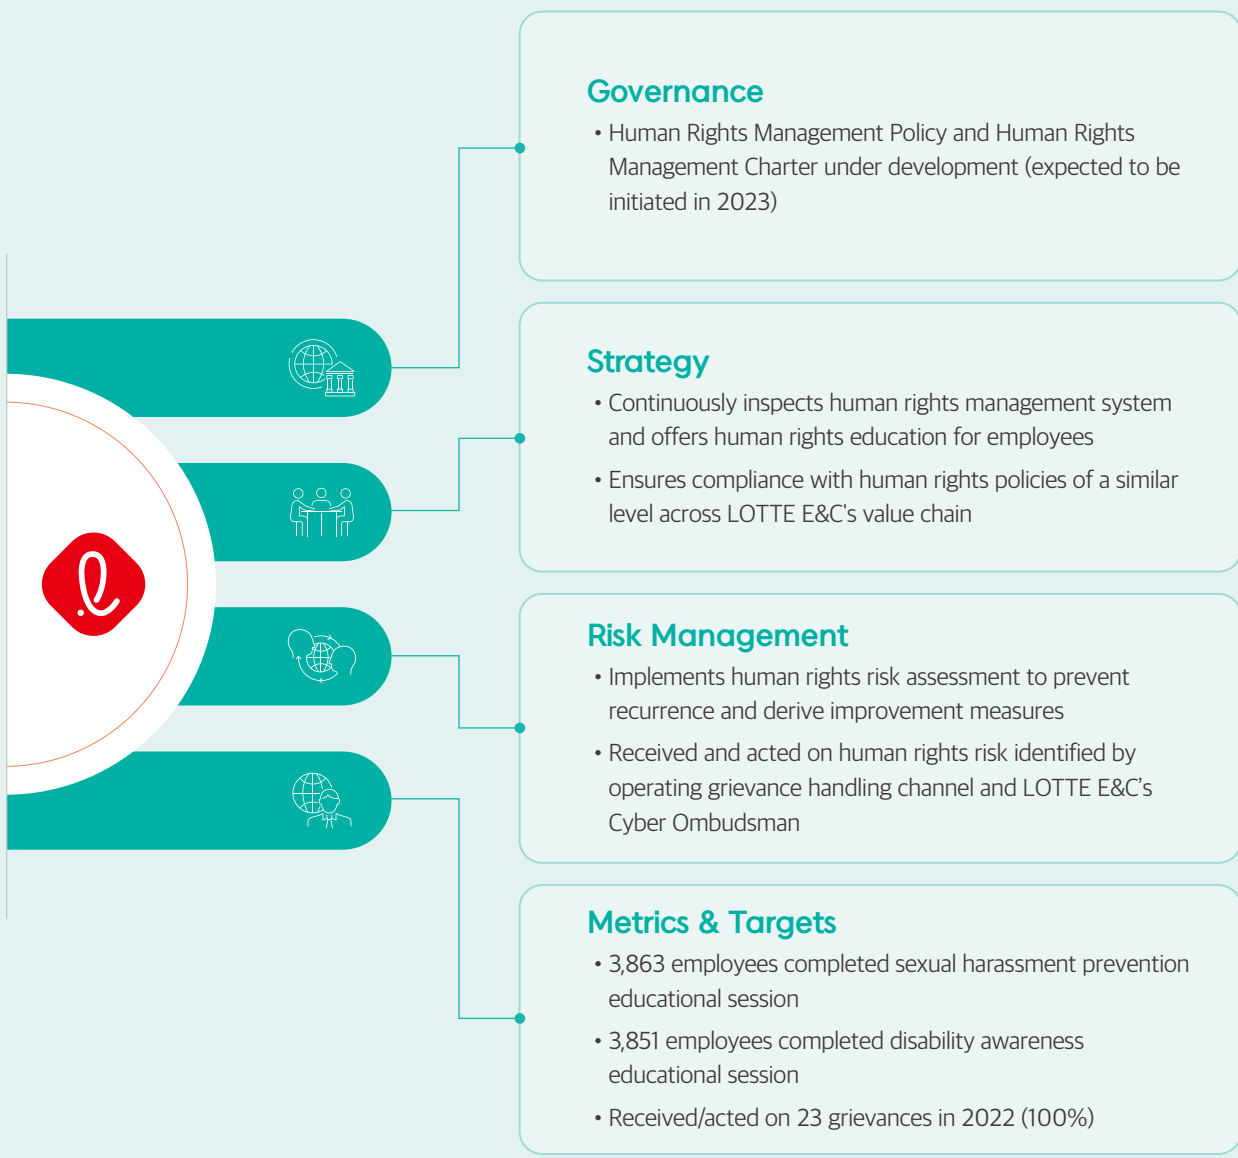 Governance
• Human Rights Management Policy and Human Rights
Management Charter under development (expected to be
initiated in 2023)
Strategy
• Continuously inspects human rights management system
and offers human rights education for employees
• Ensures compliance with human rights policies of a similar
level across LOTTE E&C's value chain
Risk Management
• Implements human rights risk assessment to prevent
recurrence and derive improvement measures
• Received and acted on human rights risk identified by
operating grievance handling channel and LOTTE E&C’s
Cyber Ombudsman
Metrics & Targets
• 3,863 employees completed sexual harassment prevention
educational session
• 3,851 employees completed disability awareness
educational session
• Received/acted on 23 grievances in 2022 (100%)